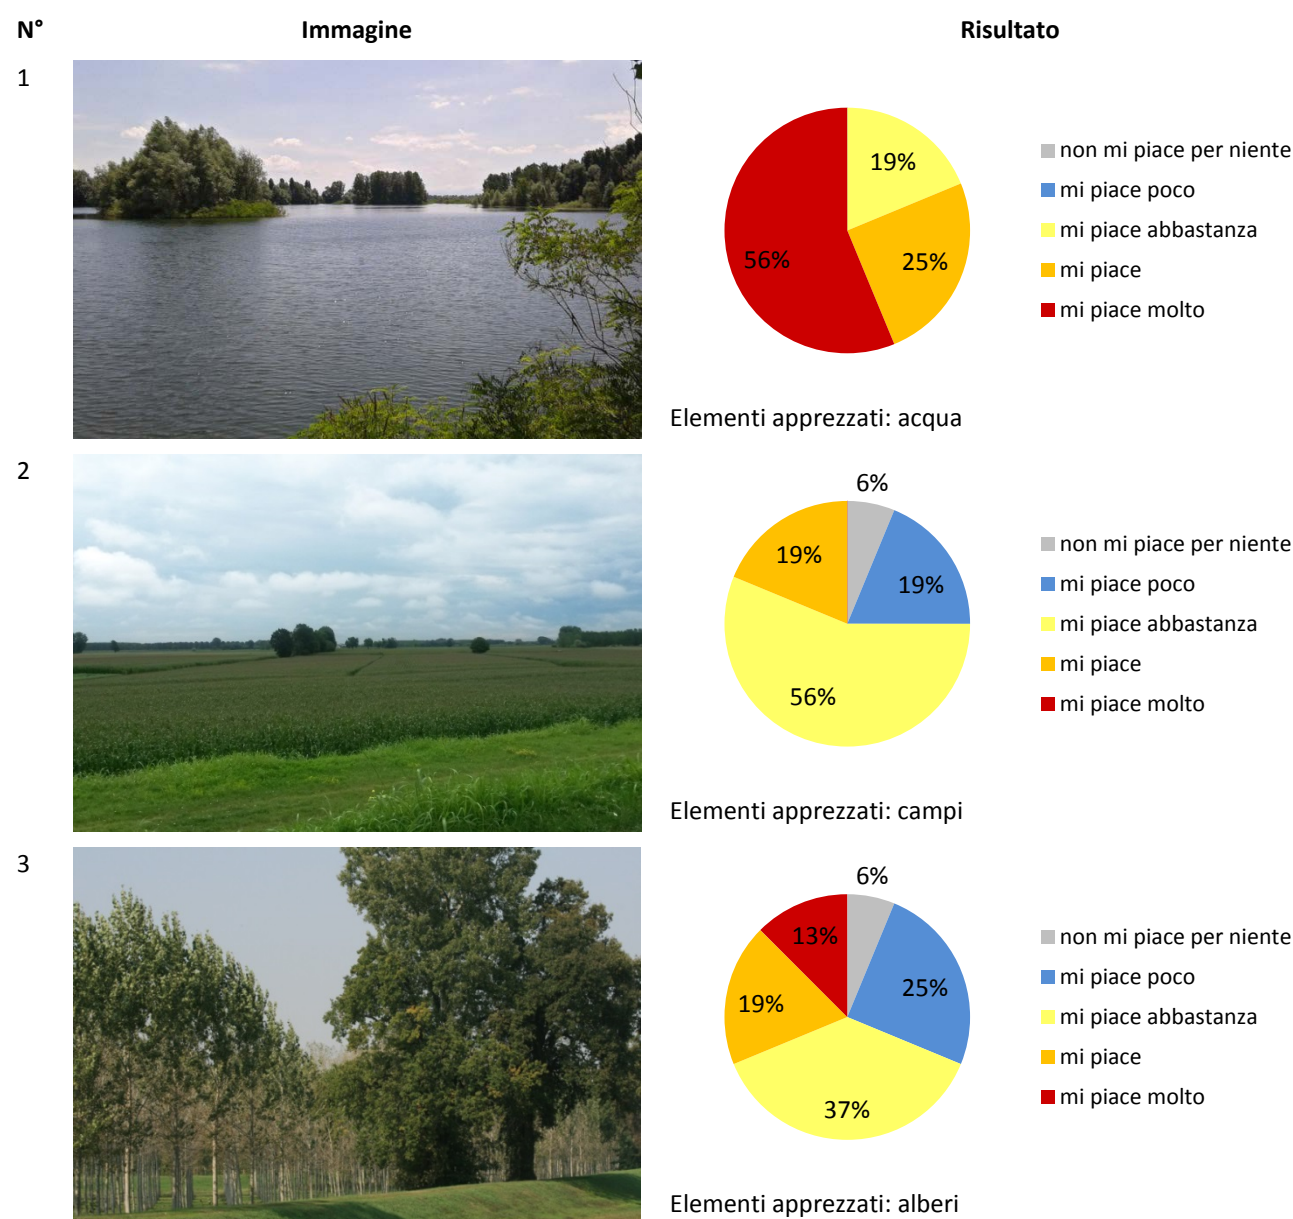 N° Immagine Risultato
1
19%
25%
56%
non mi piace per niente
mi piace poco
mi piace abbastanza
mi piace
mi piace molto
Elementi apprezzati: acqua
2
6%
19%
56%
19%
non mi piace per niente
mi piace poco
mi piace abbastanza
mi piace
mi piace molto
Elementi apprezzati: campi
3
6%
25%
37%
19%
13%
non mi piace per niente
mi piace poco
mi piace abbastanza
mi piace
mi piace molto
Elementi apprezzati: alberi